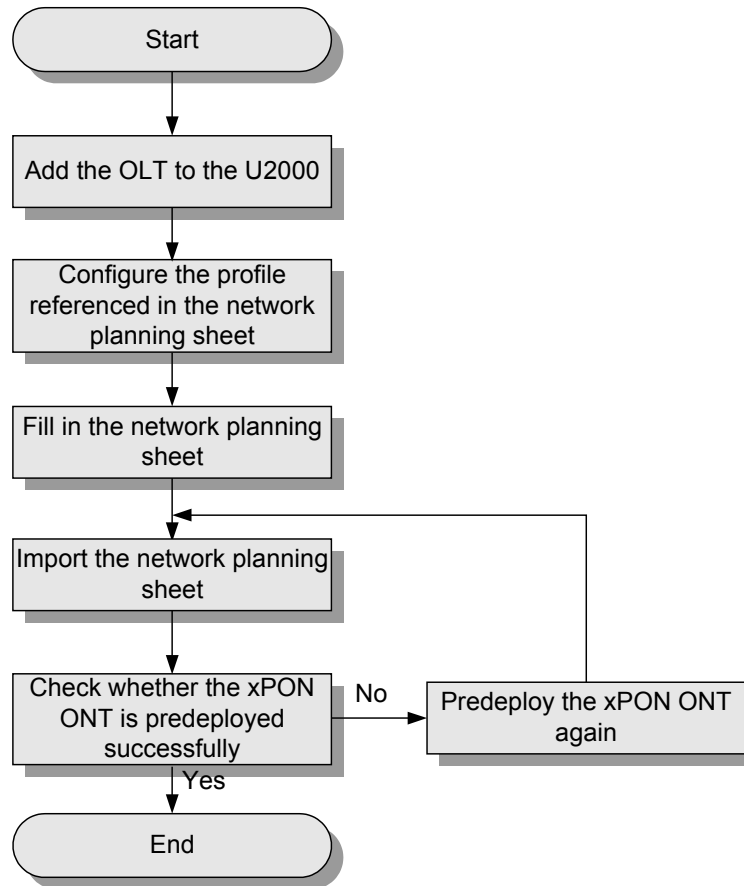 Start
Add the OLT to the U2000
Configure the profile
referenced in the network
planning sheet
Fill in the network planning
sheet
Import the network planning
sheet
Check whether the xPON
ONT is predeployed
successfully
No
Predeploy the xPON ONT
again
Yes
End